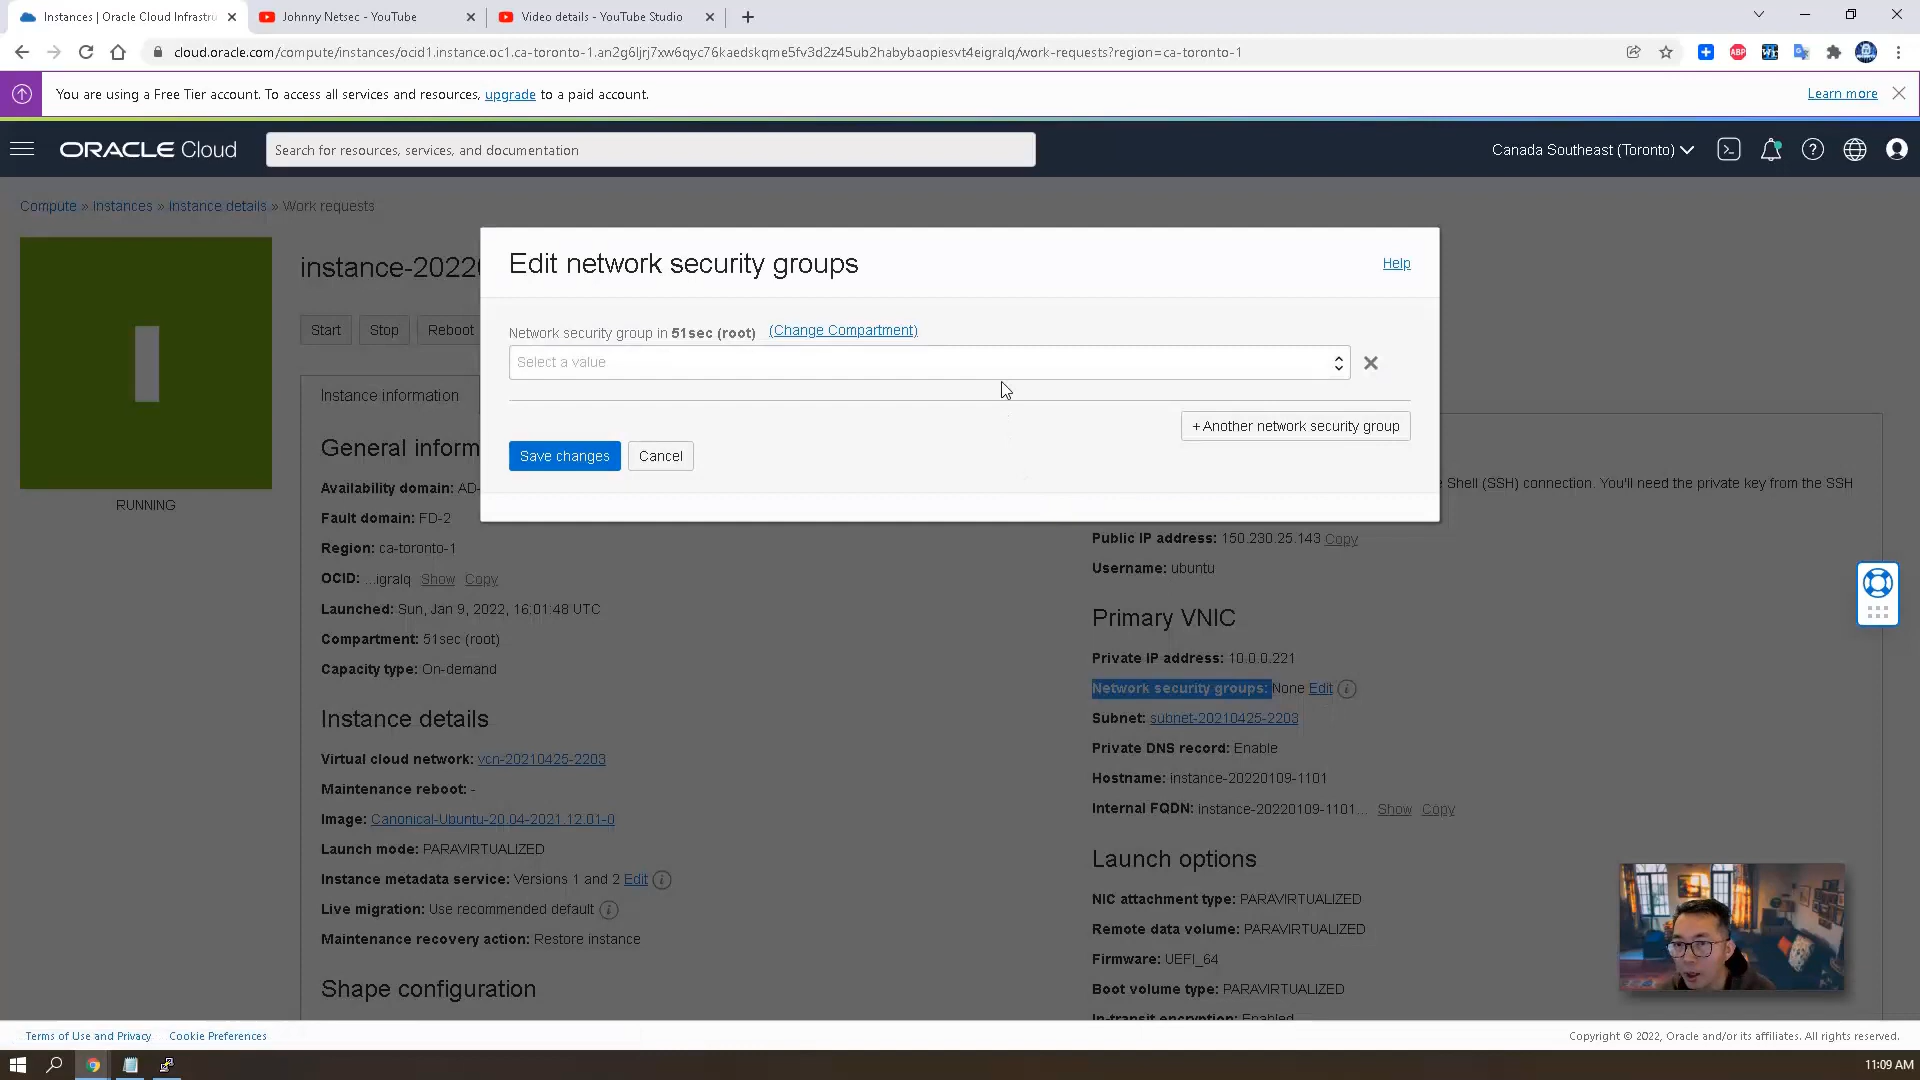 Instances | Oracle Cloud Infrastru
Johnny Netsec - YouTube
Video details - YouTube Studio
cloud.oracle.com/compute/instances/ocid1.instance.oc1.ca-toronto-1.an2g6ljrj7xw6qyc76kaedskqme5fv3d2z45ub2habybaopiesvt4eigralq/work-requests?region=ca-toronto-1
ABP
You are using a Free Tier account. To access all services and resources, upgrade to a paid account.
Learn more
ORACLE Cloud
Search for resources, services, and documentation
Canada Southeast (Toronto)
Compute » Instances » Instance details » Work requests
instance-2022
Start
Stop
Reboot
Edit network security groups
Help
Network security group in 51sec (root) (Change Compartment)
Select a value
+ Another network security group
Save changes
Cancel
RUNNING
Instance information
General inform
Availability domain: AD-
Fault domain: FD-2
Region: ca-toronto-1
OCID: ...igralq Show Copy
Launched: Sun, Jan 9, 2022, 16:01:48 UTC
Compartment: 51sec (root)
Capacity type: On-demand
Instance details
Virtual cloud network: vcn-20210425-2203
Maintenance reboot: -
Image: Canonical-Ubuntu-20.04-2021.12.01-0
Launch mode: PARAVIRTUALIZED
Instance metadata service: Versions 1 and 2 Edit
Live migration: Use recommended default
Maintenance recovery action: Restore instance
Shape configuration
Shell (SSH) connection. You'll need the private key from the SSH
Public IP address: 150.230.25.143 Copy
Username: ubuntu
Primary VNIC
Private IP address: 10.0.0.221
Network security groups: None Edit
Subnet: subnet-20210425-2203
Private DNS record: Enable
Hostname: instance-20220109-1101
Internal FQDN: instance-20220109-1101... Show Copy
Launch options
NIC attachment type: PARAVIRTUALIZED
Remote data volume: PARAVIRTUALIZED
Firmware: UEFI_64
Boot volume type: PARAVIRTUALIZED
In-transit encryption: Enabled
Terms of Use and Privacy
Cookie Preferences
Copyright © 2022, Oracle and/or its affiliates. All rights reserved.
11:09 AM